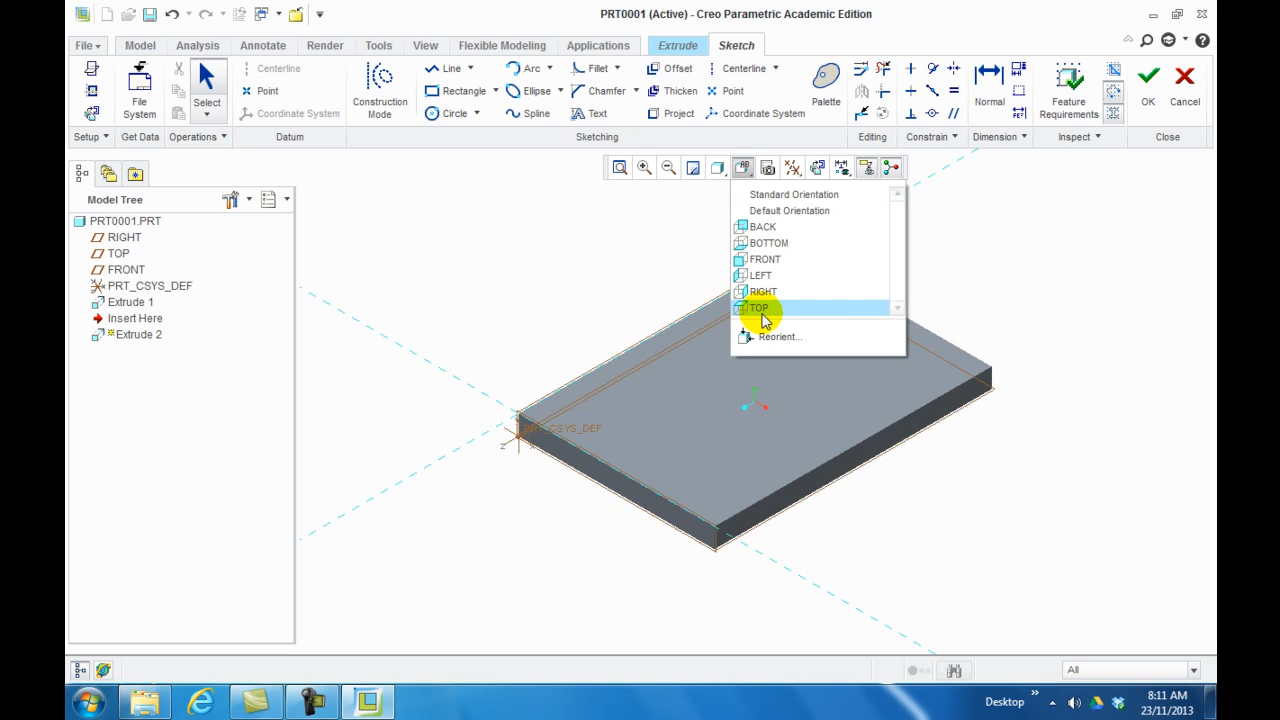 PRT0001 (Active) - Creo Parametric Academic Edition
File Model Analysis Annotate Render Tools View Flexible Modeling Applications Extrude Sketch
Centerline Line Arc Fillet Offset Centerline
File System Select Point Construction Mode Rectangle Ellipse Chamfer Thicken Point Palette Normal Feature Requirements OK Cancel
Coordinate System Circle Spline Text Project Coordinate System
Setup Get Data Operations Datum Sketching Editing Constrain Dimension Inspect Close
Model Tree
PRT0001.PRT
RIGHT
TOP
FRONT
PRT_CSYS_DEF
Extrude 1
Insert Here
Extrude 2
Standard Orientation
Default Orientation
BACK
BOTTOM
FRONT
LEFT
RIGHT
TOP
Reorient...
Z
All
Desktop
8:11 AM
23/11/2013